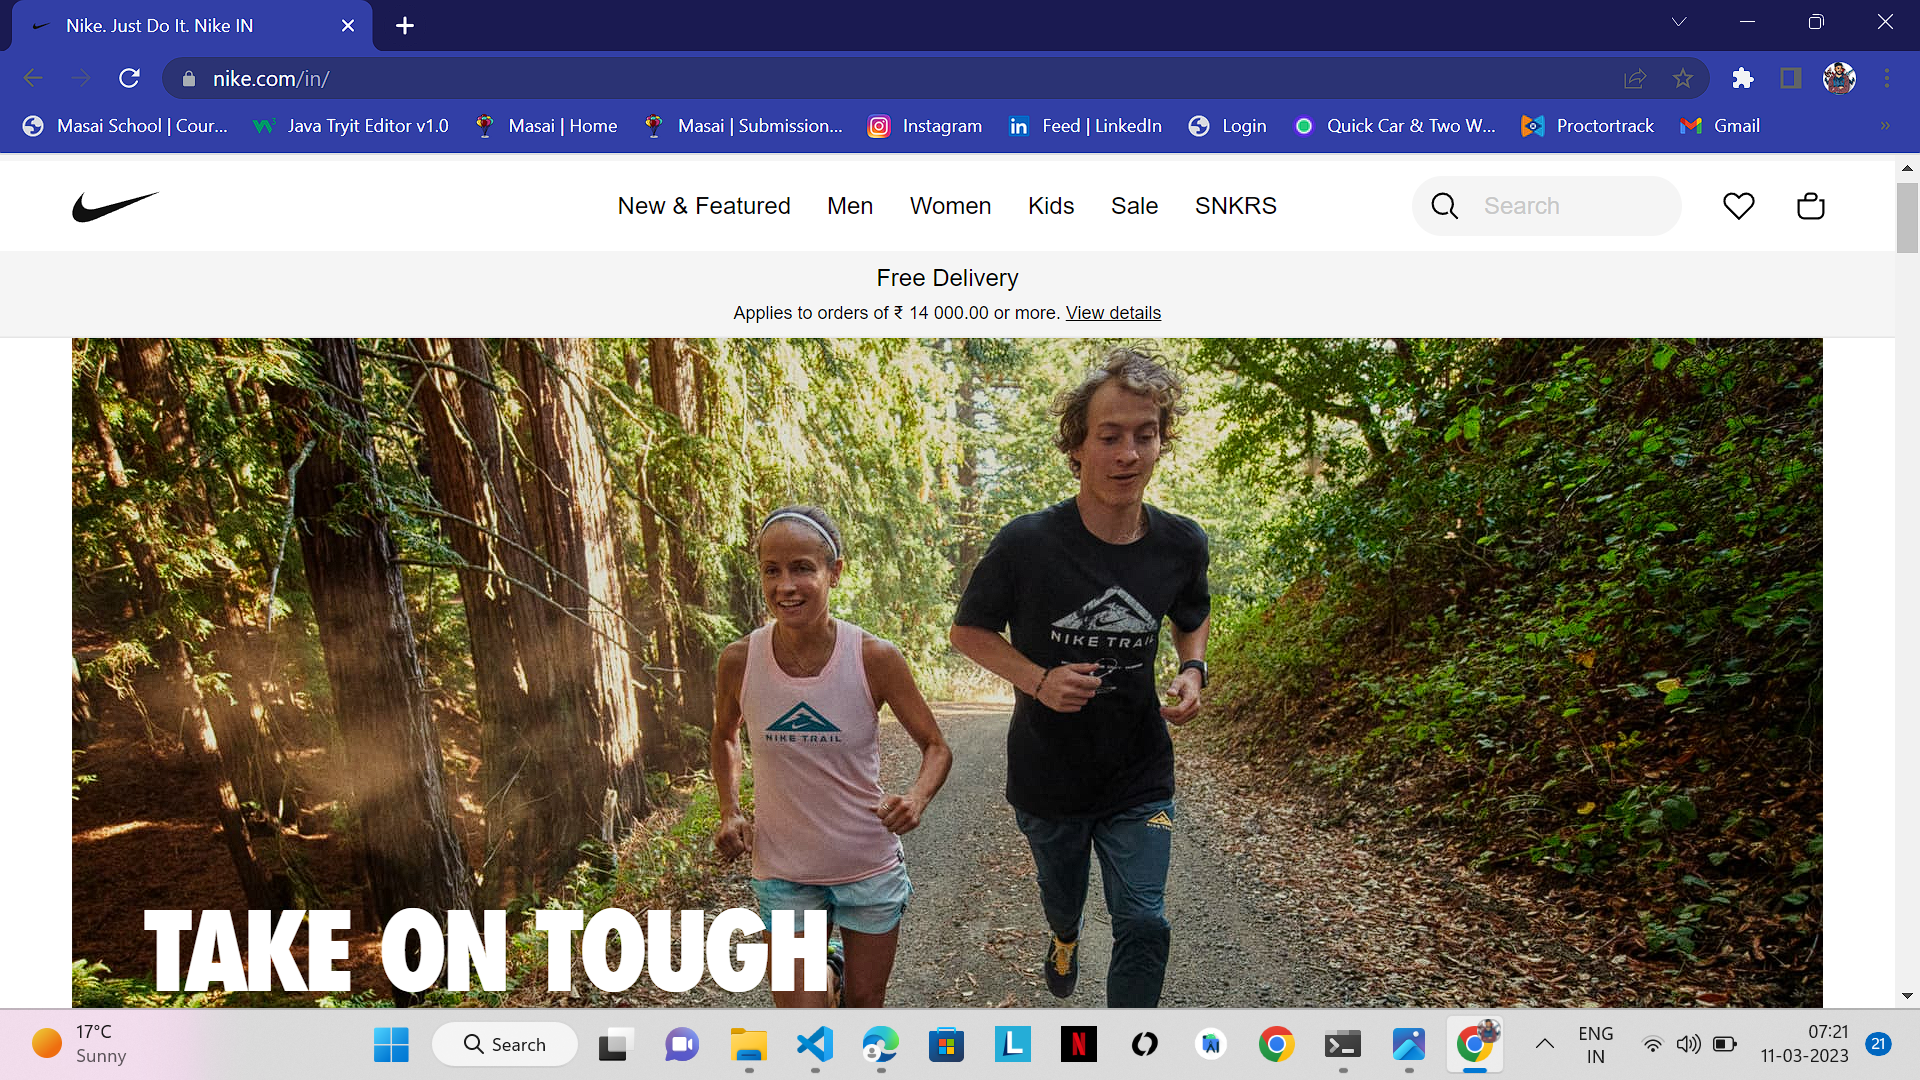 Nike. Just Do It. Nike IN
nike.com/in/
Masai School | Cour...
Java Tryit Editor v1.0
Masai | Home
Masai | Submission...
Instagram
Feed | LinkedIn
Login
Quick Car & Two W...
Proctortrack
Gmail
New & Featured
Men
Women
Kids
Sale
SNKRS
Search
Free Delivery
Applies to orders of ₹ 14 000.00 or more. View details
NIKE TRAIL
NIKE TRAIL
TAKE ON TOUGH
17°C
Sunny
Search
ENG
IN
07:21
11-03-2023
21